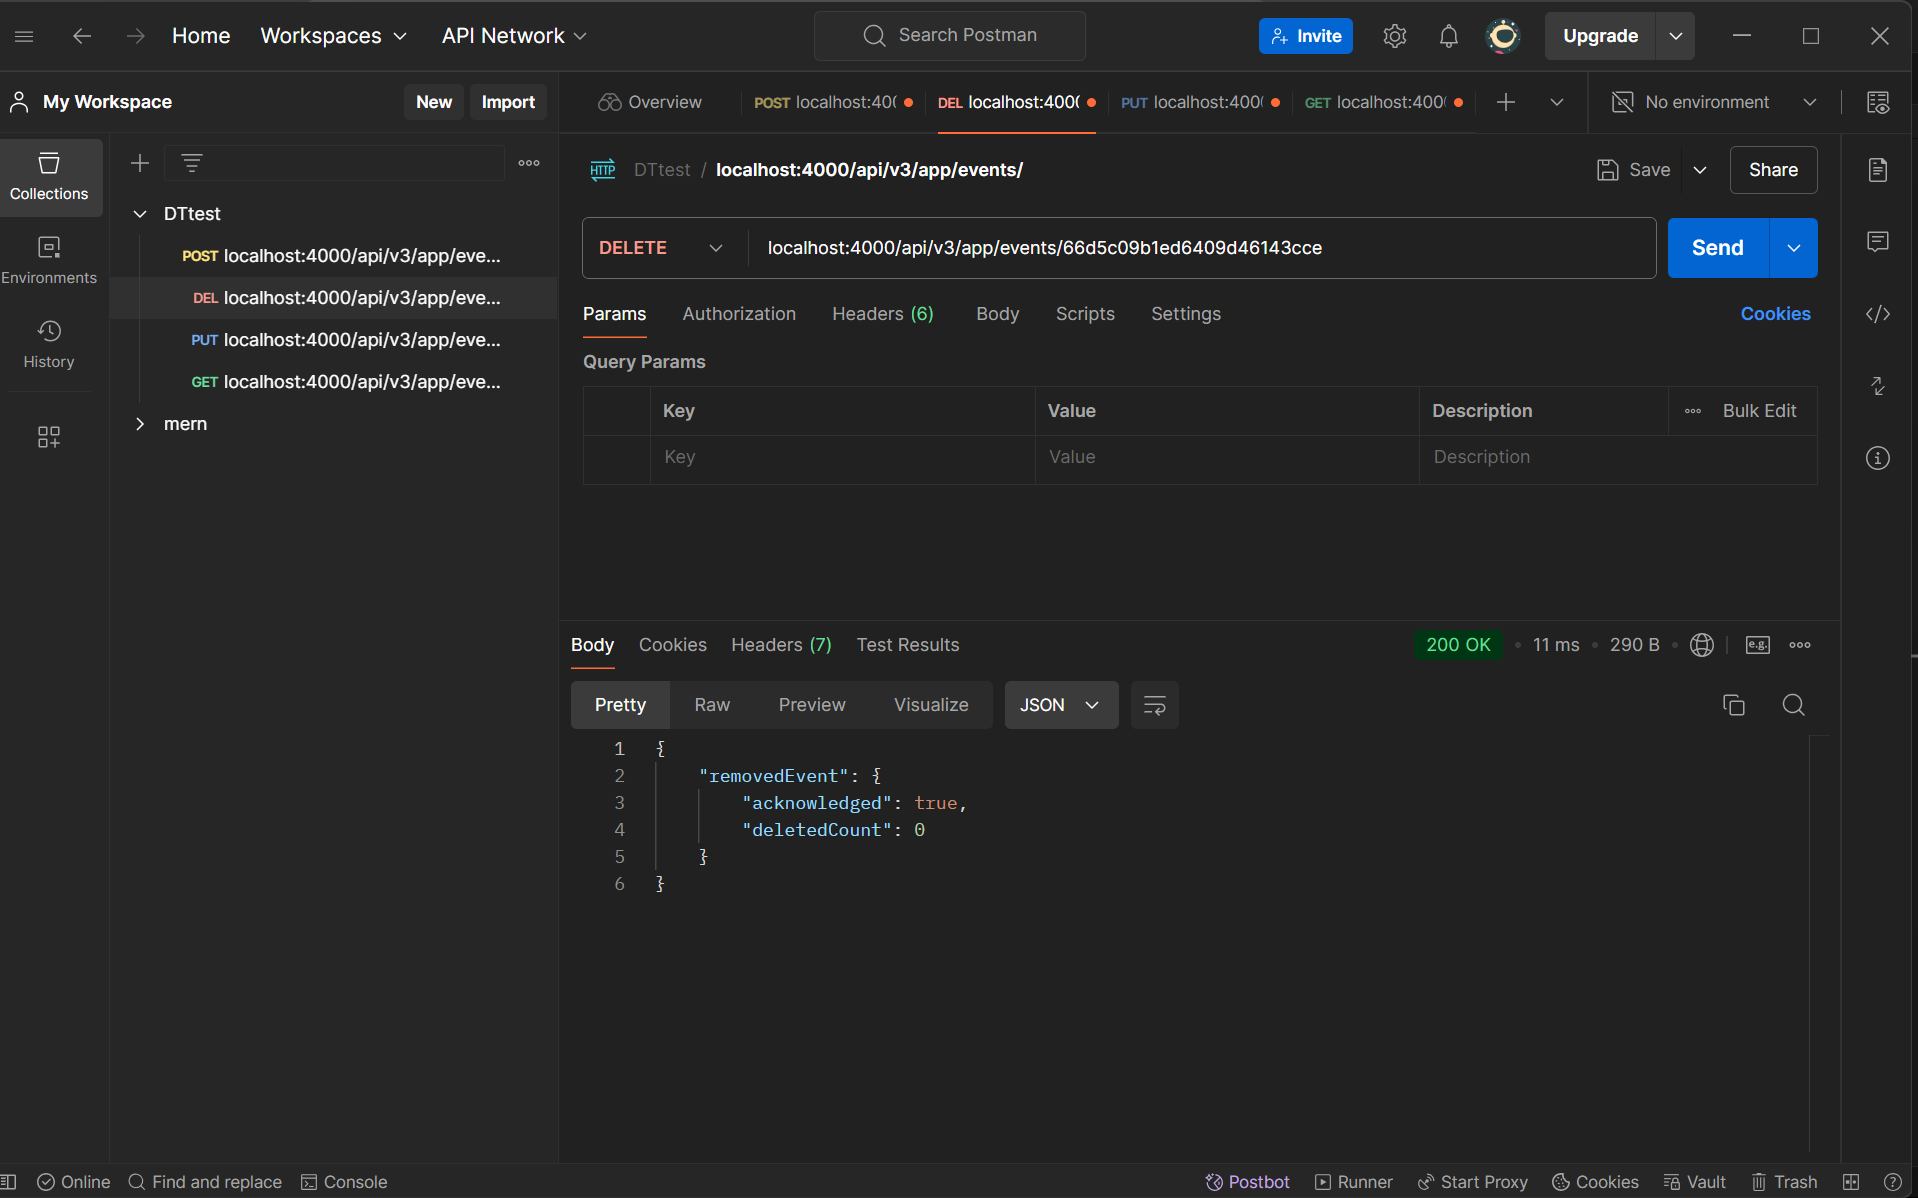 Home Workspaces API Network Search Postman Invite Upgrade
My Workspace New Import Overview POST localhost:400 DEL localhost:400 PUT localhost:400 GET localhost:400 No environment
Collections
Environments
History
DTtest
POST localhost:4000/api/v3/app/eve...
DEL localhost:4000/api/v3/app/eve...
PUT localhost:4000/api/v3/app/eve...
GET localhost:4000/api/v3/app/eve...
mern
HTTP DTtest / localhost:4000/api/v3/app/events/ Save Share
DELETE localhost:4000/api/v3/app/events/66d5c09b1ed6409d46143cce Send
Params Authorization Headers (6) Body Scripts Settings Cookies
Query Params
Key Value Description Bulk Edit
Key Value Description
Body Cookies Headers (7) Test Results 200 OK • 11 ms • 290 B • e.g.
Pretty Raw Preview Visualize JSON
1 {
2 "removedEvent": {
3 "acknowledged": true,
4 "deletedCount": 0
5 }
6 }
Online Find and replace Console Postbot Runner Start Proxy Cookies Vault Trash